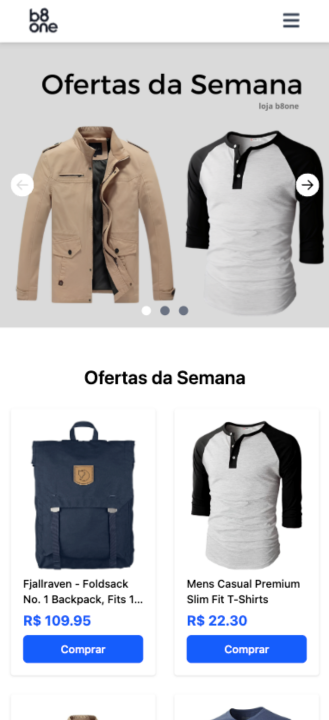 b8
one
Ofertas da Semana
loja b8one
Ofertas da Semana
Fjallraven - Foldsack
No. 1 Backpack, Fits 1...
R$ 109.95
Comprar
Mens Casual Premium
Slim Fit T-Shirts
R$ 22.30
Comprar